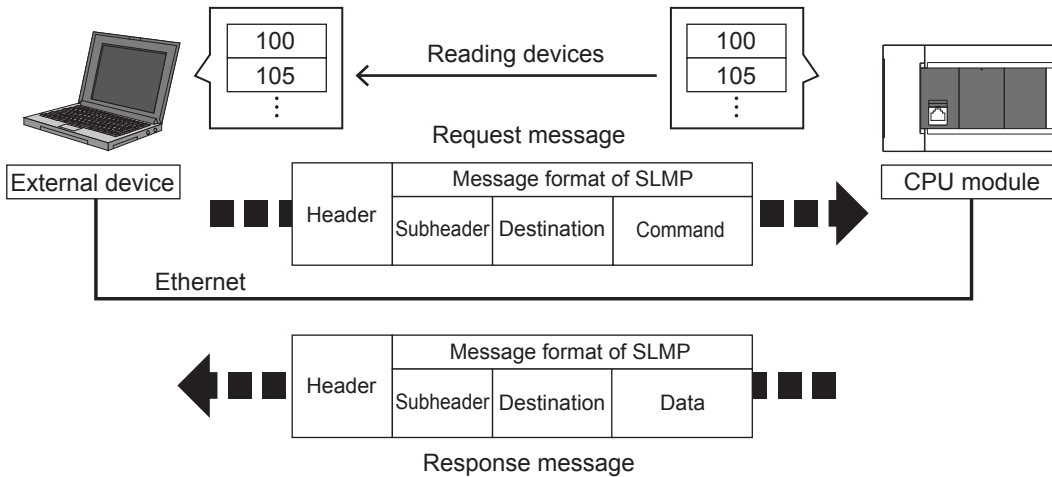 100
105
Reading devices
100
105
Request message
External device
CPU module
Header
Message format of SLMP
Subheader
Destination
Command
Ethernet
Header
Message format of SLMP
Subheader
Destination
Data
Response message